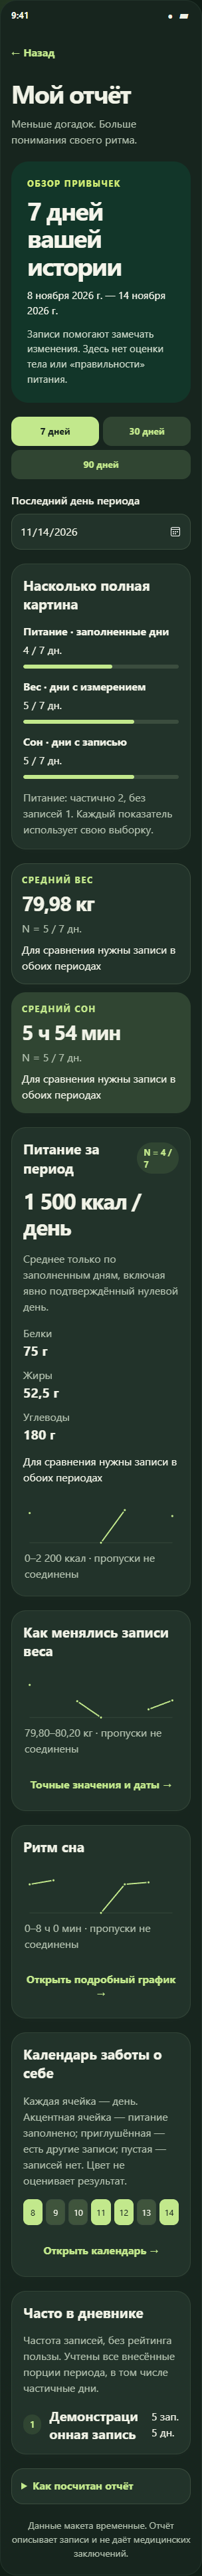 9:41
← Назад
Мой отчёт
Меньше догадок. Больше
понимания своего ритма.
ОБЗОР ПРИВЫЧЕК
7 дней
вашей
истории
8 ноября 2026 г. — 14 ноября
2026 г.
Записи помогают замечать
изменения. Здесь нет оценки
тела или «правильности»
питания.
7 дней
30 дней
90 дней
Последний день периода
11/14/2026
Насколько полная
картина
Питание · заполненные дни
4 / 7 дн.
Вес · дни с измерением
5 / 7 дн.
Сон · дни с записью
5 / 7 дн.
Питание: частично 2, без
записей 1. Каждый показатель
использует свою выборку.
СРЕДНИЙ ВЕС
79,98 кг
N = 5 / 7 дн.
Для сравнения нужны записи в
обоих периодах
СРЕДНИЙ СОН
5 ч 54 мин
N = 5 / 7 дн.
Для сравнения нужны записи в
обоих периодах
Питание за
период
N = 4 /
7
1 500 ккал /
день
Среднее только по
заполненным дням, включая
явно подтверждённый нулевой
день.
Белки
75 г
Жиры
52,5 г
Углеводы
180 г
Для сравнения нужны записи в
обоих периодах
0–2 200 ккал · пропуски не
соединены
Как менялись записи
веса
79,80–80,20 кг · пропуски не
соединены
Точные значения и даты →
Ритм сна
0–8 ч 0 мин · пропуски не
соединены
Открыть подробный график
→
Календарь заботы о
себе
Каждая ячейка — день.
Акцентная ячейка — питание
заполнено; приглушённая —
есть другие записи; пустая —
записей нет. Цвет не
оценивает результат.
8 9 10 11 12 13 14
Открыть календарь →
Часто в дневнике
Частота записей, без рейтинга
пользы. Учтены все внесённые
порции периода, в том числе
частичные дни.
1
Демонстраци
онная запись
5 зап.
5 дн.
▶ Как посчитан отчёт
Данные макета временные. Отчёт
описывает записи и не даёт медицинских
заключений.